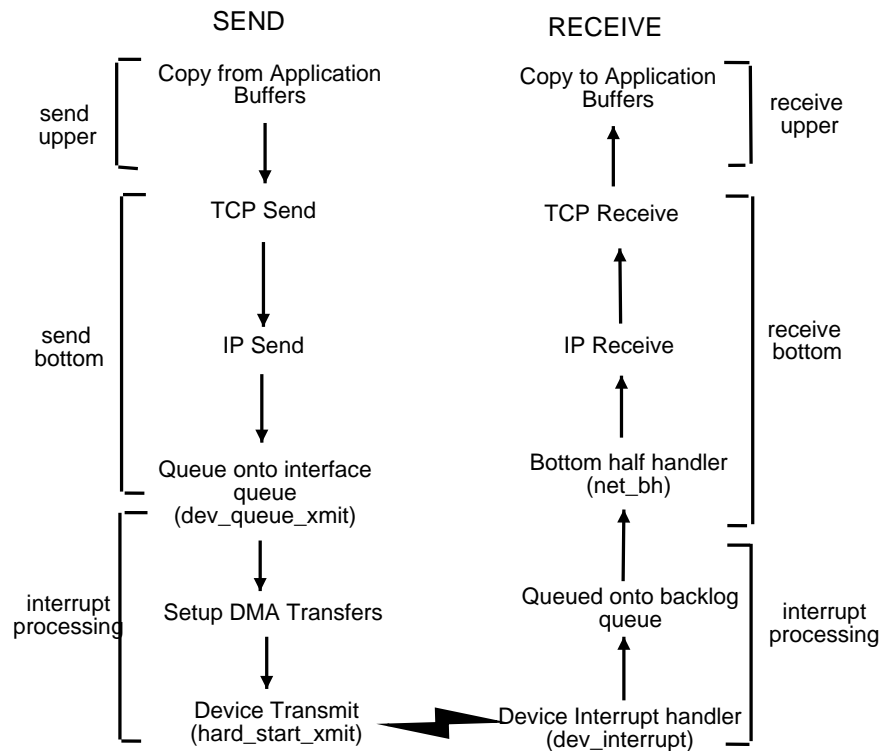 SEND
RECEIVE
Copy from Application
Buffers
Copy to Application
Buffers
send
upper
receive
upper
TCP Send
TCP Receive
send
bottom
IP Send
IP Receive
receive
bottom
Queue onto interface
queue
(dev_queue_xmit)
Bottom half handler
(net_bh)
interrupt
processing
Setup DMA Transfers
Queued onto backlog
queue
interrupt
processing
Device Transmit
(hard_start_xmit)
Device Interrupt handler
(dev_interrupt)